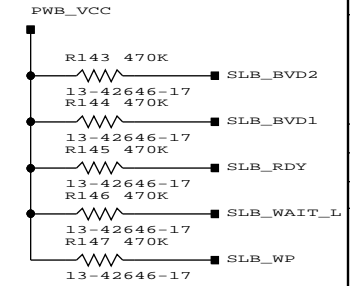 PWB_VCC
R143 470K
SLB_BVD2
13-42646-17
R144 470K
SLB_BVD1
13-42646-17
R145 470K
SLB_RDY
13-42646-17
R146 470K
SLB_WAIT_L
13-42646-17
R147 470K
SLB_WP
13-42646-17